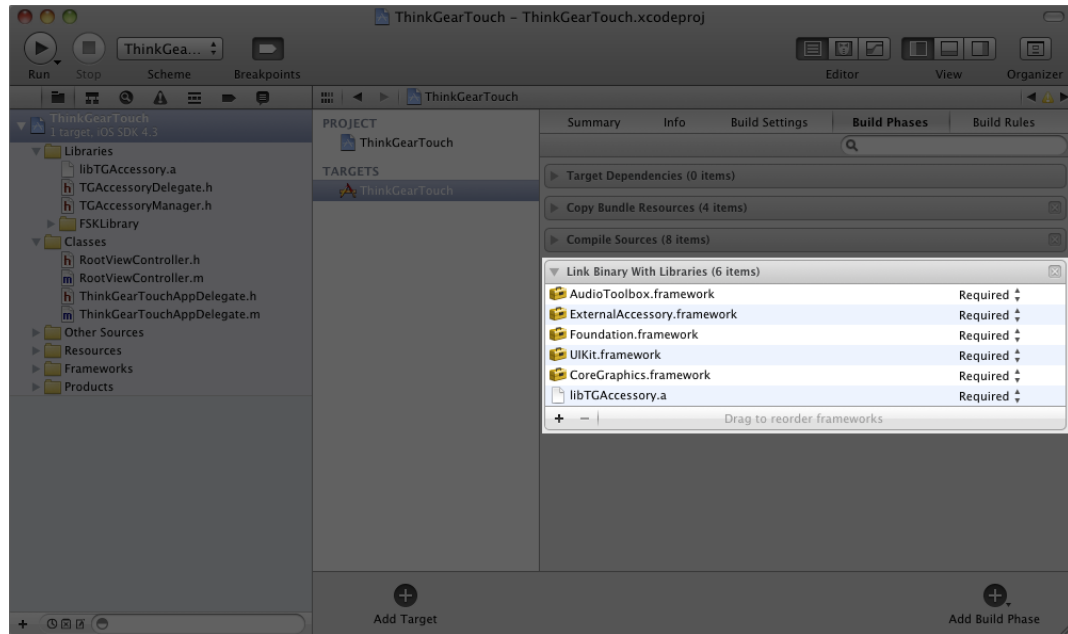 ThinkGearTouch – ThinkGearTouch.xcodeproj
ThinkGea...
Run Stop Scheme Breakpoints Editor View Organizer
ThinkGearTouch
ThinkGearTouch
1 target, iOS SDK 4.3
Libraries
libTGAccessory.a
h TGAccessoryDelegate.h
h TGAccessoryManager.h
FSKLibrary
Classes
h RootViewController.h
m RootViewController.m
h ThinkGearTouchAppDelegate.h
m ThinkGearTouchAppDelegate.m
Other Sources
Resources
Frameworks
Products
PROJECT
ThinkGearTouch
TARGETS
ThinkGearTouch
Summary Info Build Settings Build Phases Build Rules
Target Dependencies (0 items)
Copy Bundle Resources (4 items)
Compile Sources (8 items)
Link Binary With Libraries (6 items)
AudioToolbox.framework Required
ExternalAccessory.framework Required
Foundation.framework Required
UIKit.framework Required
CoreGraphics.framework Required
libTGAccessory.a Required
+ − Drag to reorder frameworks
Add Target
Add Build Phase